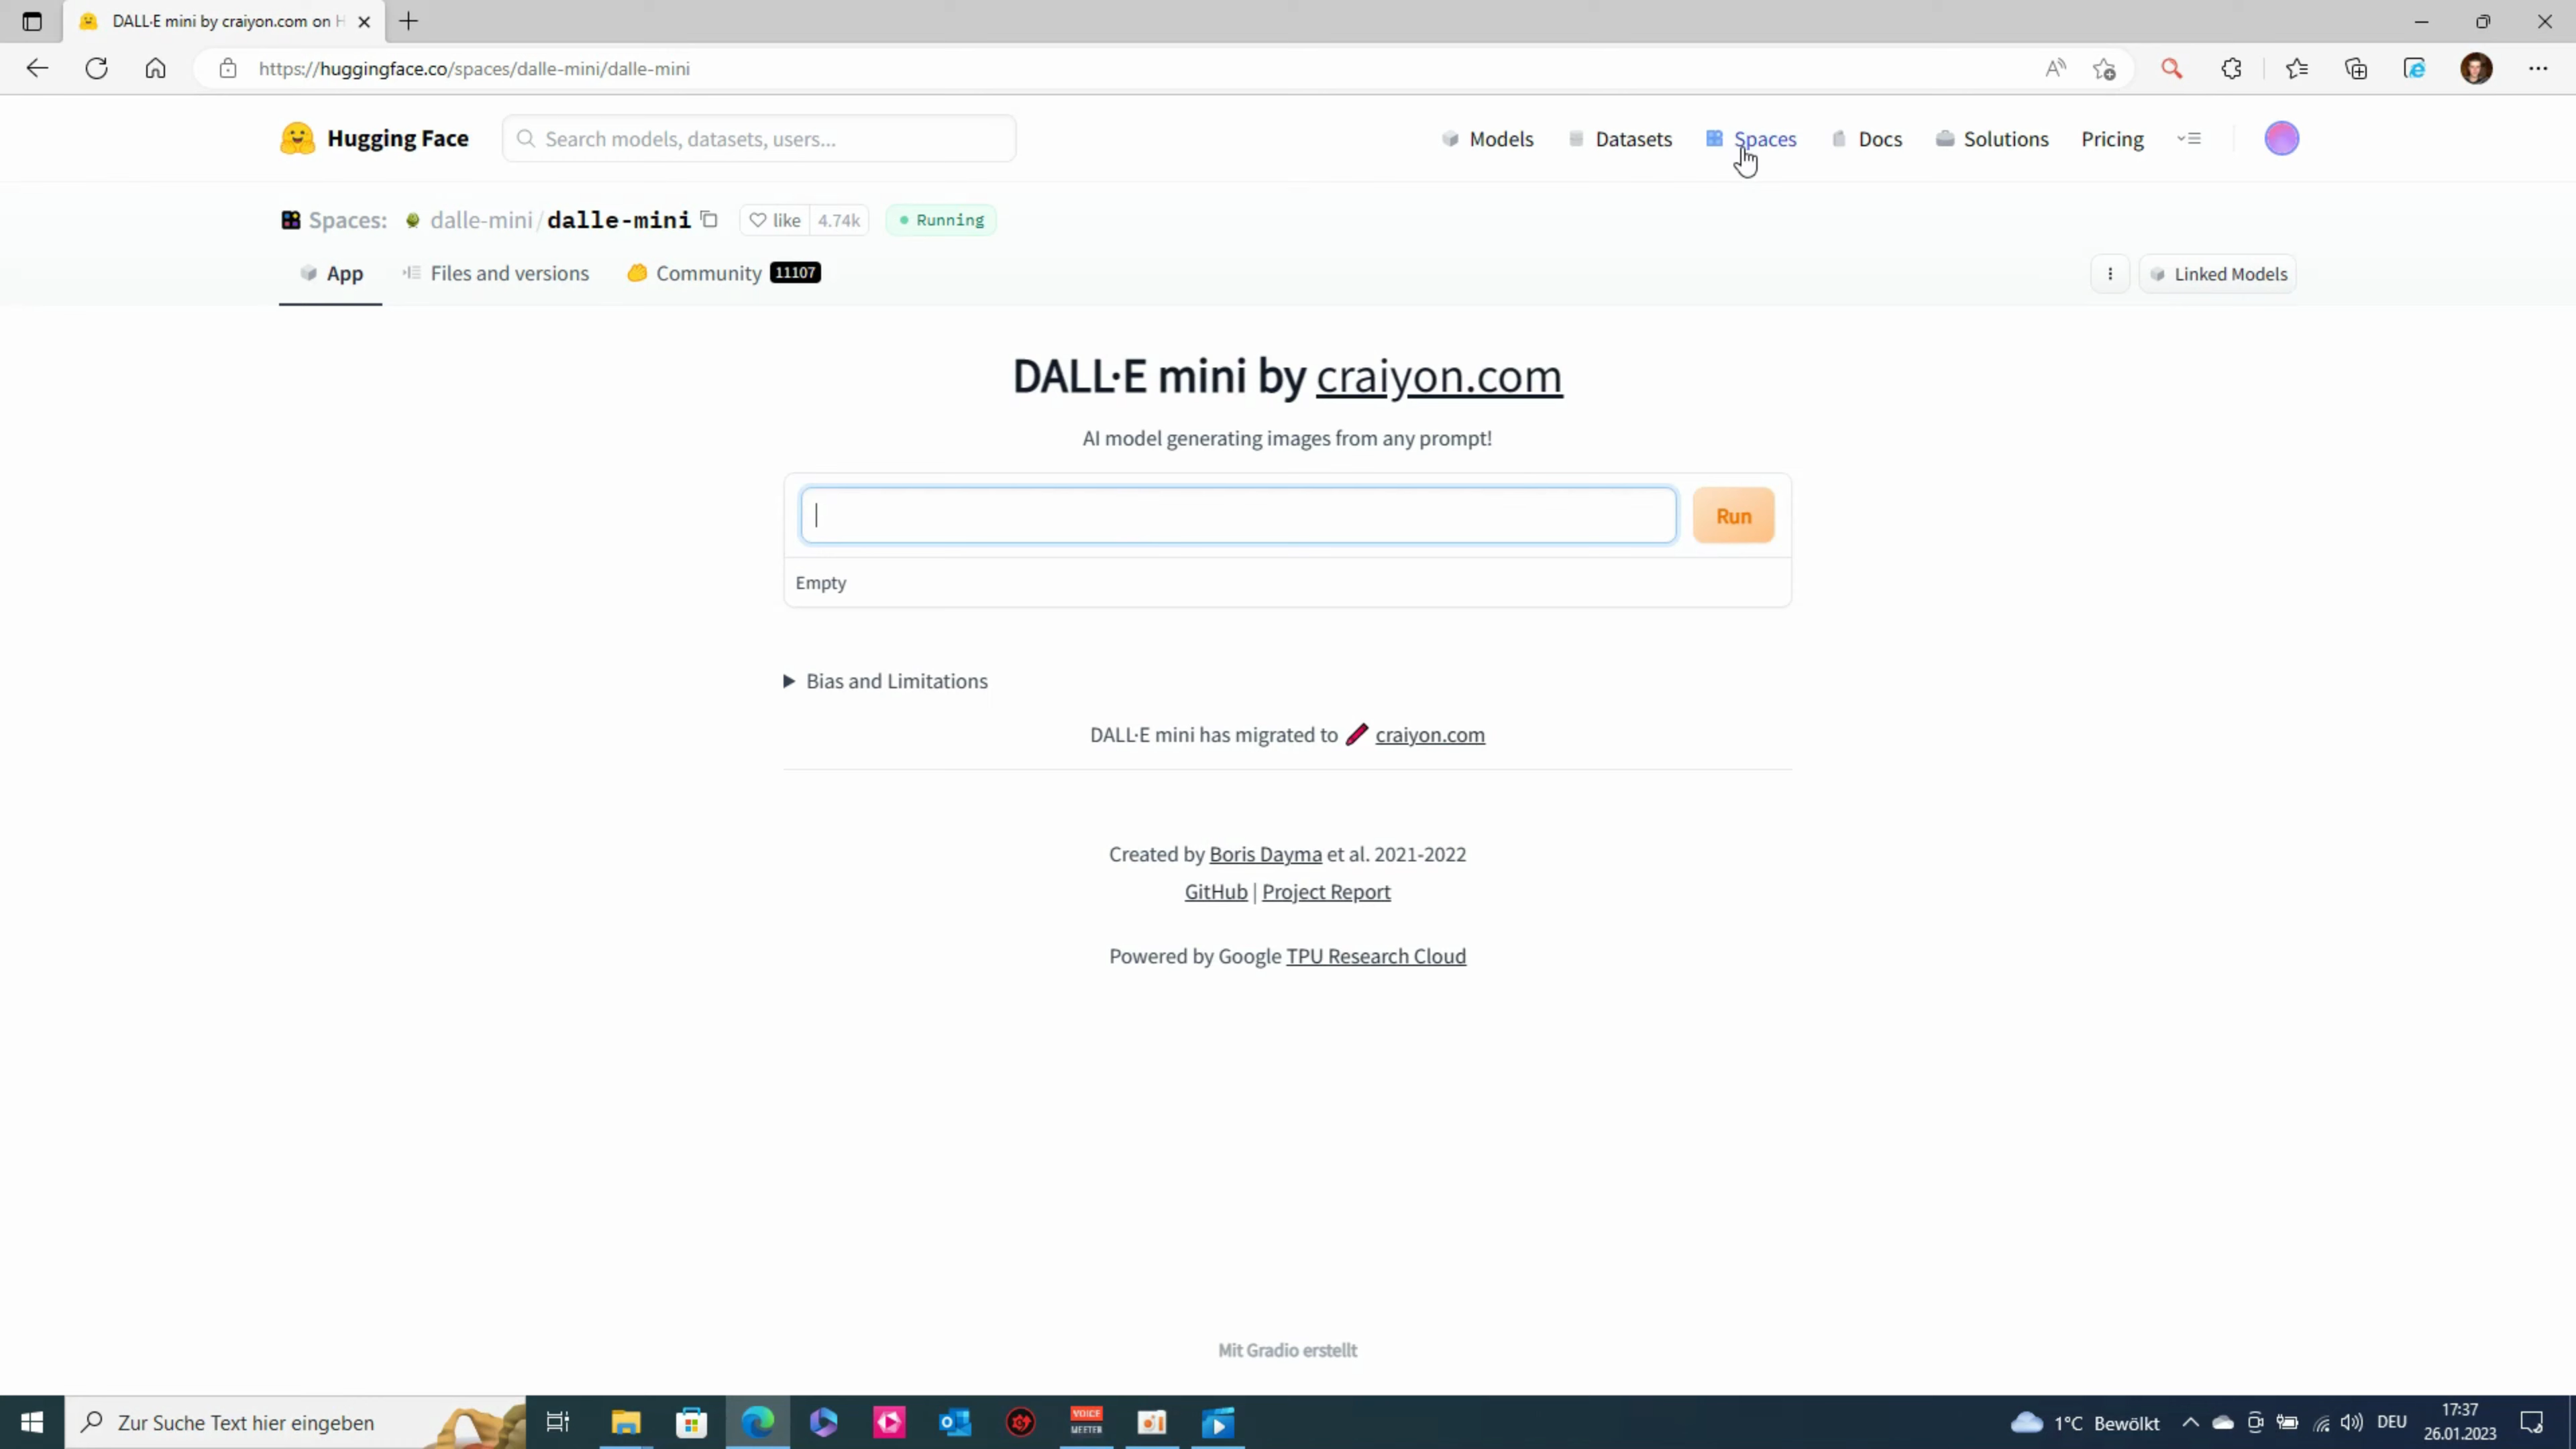 DALL·E mini by craiyon.com on H
https://huggingface.co/spaces/dalle-mini/dalle-mini
Hugging Face
Search models, datasets, users...
Models
Datasets
Spaces
Docs
Solutions
Pricing
Spaces: dalle-mini/dalle-mini
like 4.74k
Running
App
Files and versions
Community 11107
Linked Models
DALL·E mini by craiyon.com
AI model generating images from any prompt!
Run
Empty
Bias and Limitations
DALL·E mini has migrated to craiyon.com
Created by Boris Dayma et al. 2021-2022
GitHub | Project Report
Powered by Google TPU Research Cloud
Mit Gradio erstellt
Zur Suche Text hier eingeben
VOICE
MEETER
1°C Bewölkt
DEU
17:37
26.01.2023